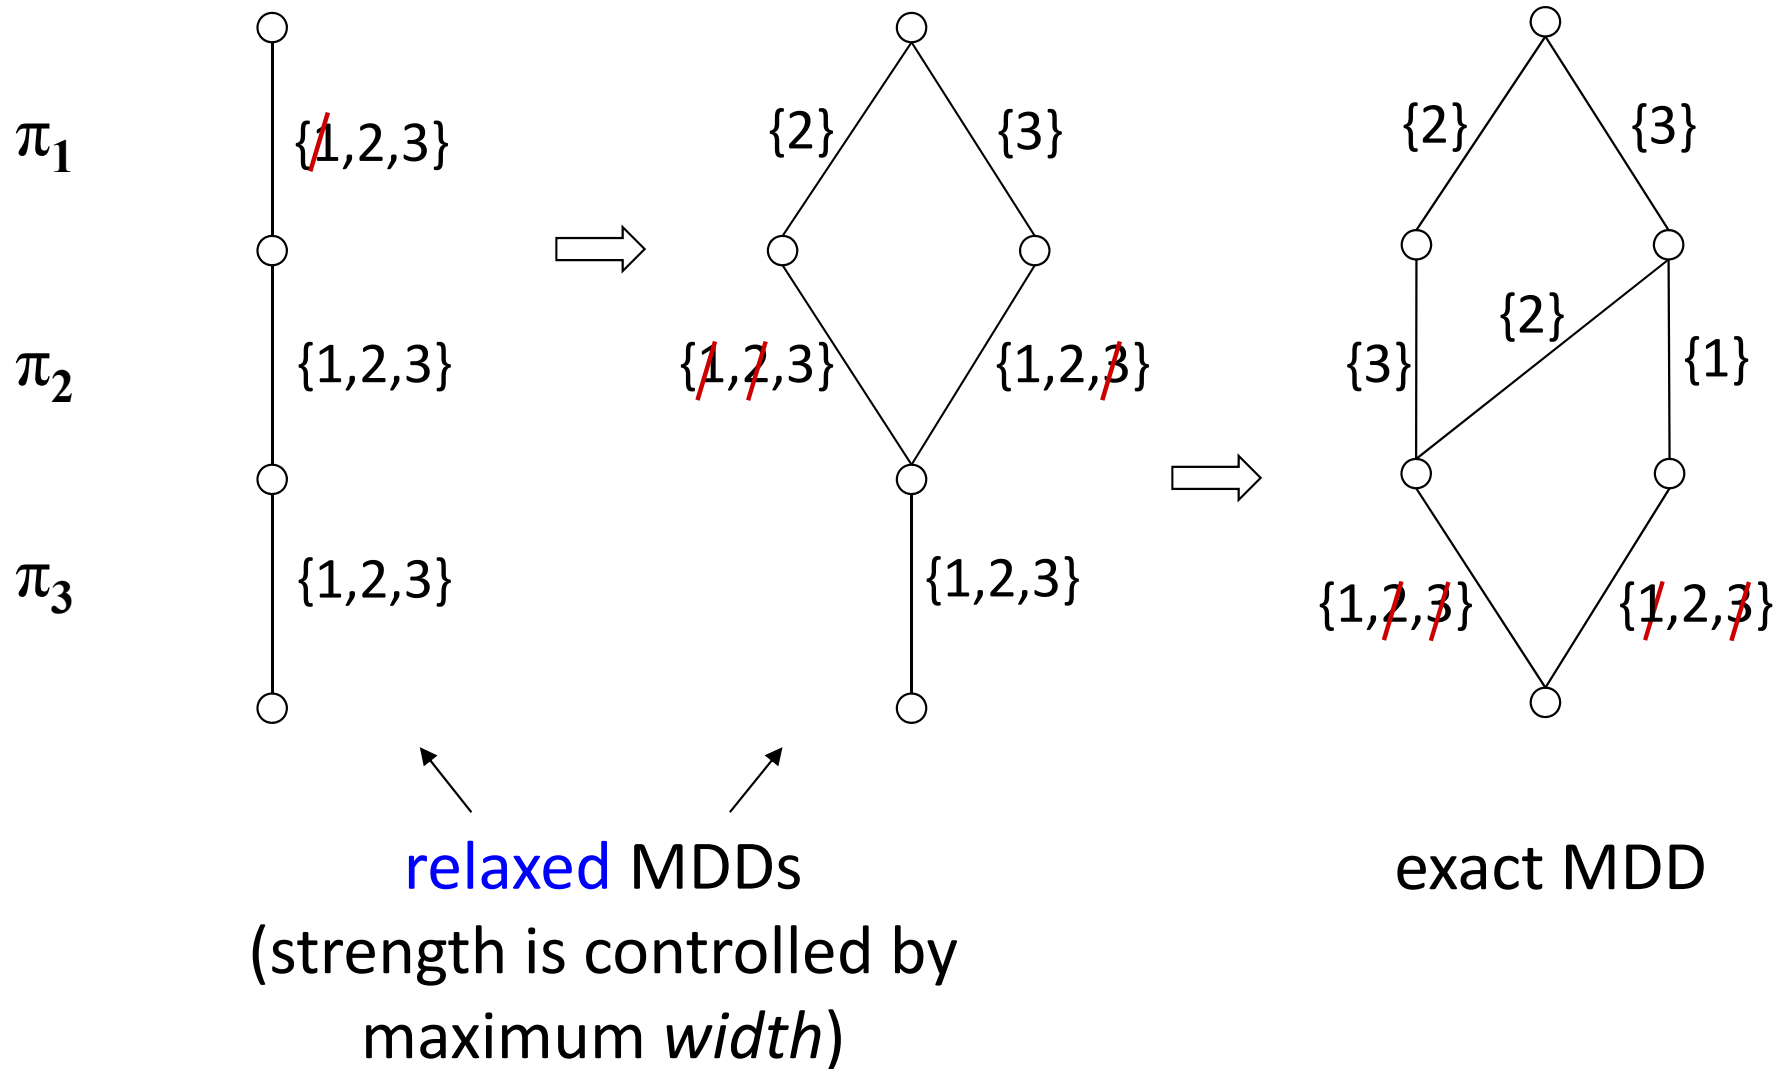 π1
{1,2,3}
{2}
{3}
{2}
{3}
π2
{1,2,3}
{1,2,3}
{1,2,3}
{3}
{2}
{1}
π3
{1,2,3}
{1,2,3}
{1,2,3}
{1,2,3}
relaxed MDDs
(strength is controlled by
maximum width)
exact MDD